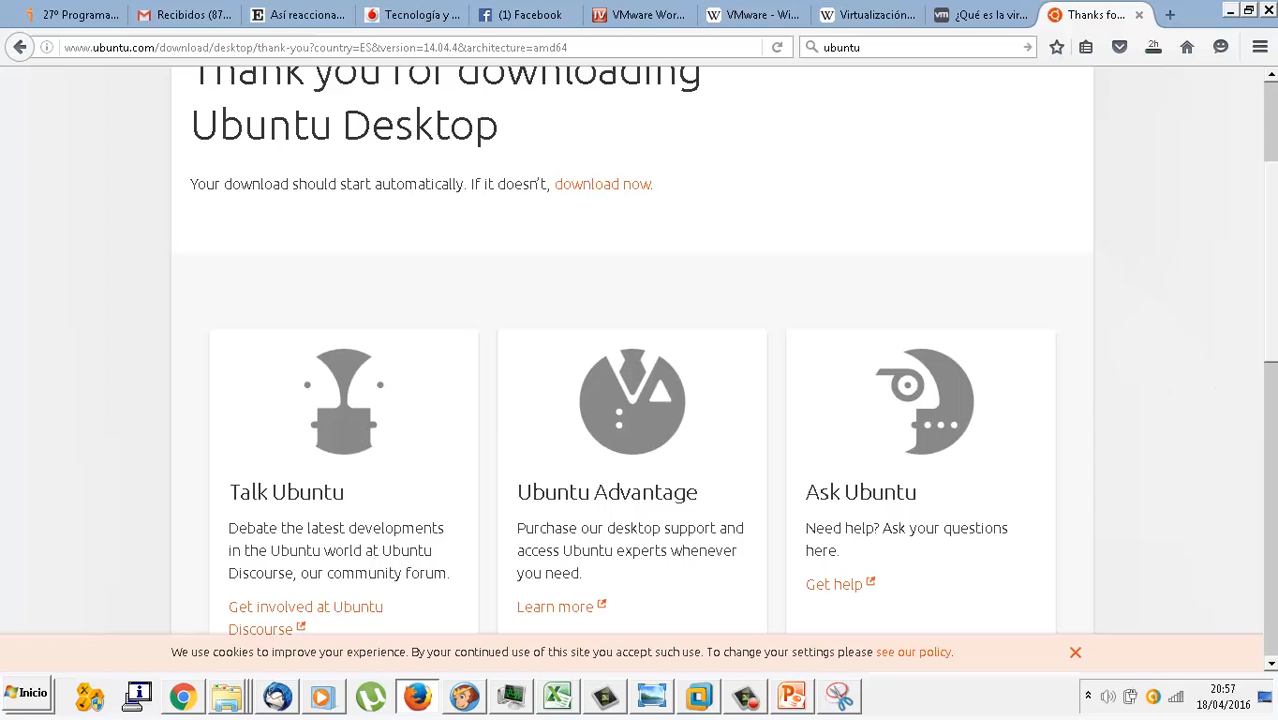 27º Programa...
Recibidos (87...
Así reacciona...
Tecnología y ...
(1) Facebook
VMware Wor...
VMware - Wi...
Virtualización...
¿Qué es la vir...
Thanks fo...
www.ubuntu.com/download/desktop/thank-you?country=ES&version=14.04.4&architecture=amd64
ubuntu
2h
Thank you for downloading
Ubuntu Desktop
Your download should start automatically. If it doesn't, download now.
Talk Ubuntu
Debate the latest developments
in the Ubuntu world at Ubuntu
Discourse, our community forum.
Get involved at Ubuntu
Discourse
Ubuntu Advantage
Purchase our desktop support and
access Ubuntu experts whenever
you need.
Learn more
Ask Ubuntu
Need help? Ask your questions
here.
Get help
We use cookies to improve your experience. By your continued use of this site you accept such use. To change your settings please see our policy.
Inicio
20:57
18/04/2016